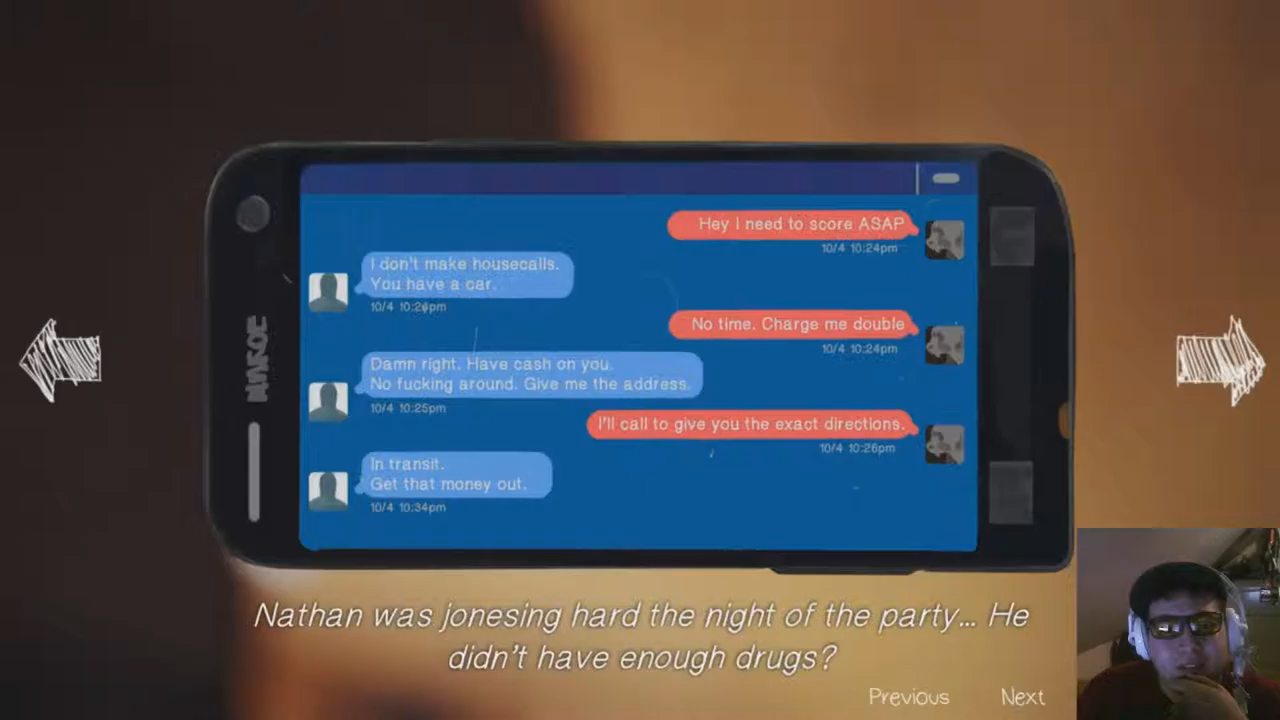 Hey I need to score ASAP
10/4 10:24pm
I don't make housecalls.
You have a car.
10/4 10:24pm
No time. Charge me double
10/4 10:24pm
Damn right. Have cash on you.
No fucking around. Give me the address.
10/4 10:25pm
I'll call to give you the exact directions.
10/4 10:26pm
In transit.
Get that money out.
10/4 10:34pm
Nathan was jonesing hard the night of the party... He
didn't have enough drugs?
Previous
Next